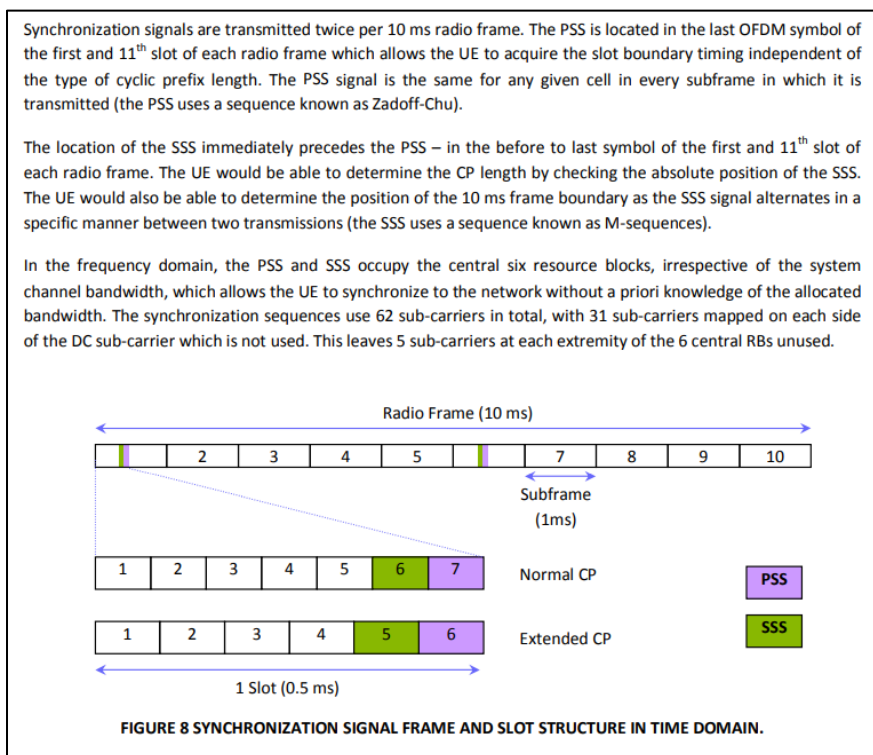 Synchronization signals are transmitted twice per 10 ms radio frame. The PSS is located in the last OFDM symbol of
the first and 11th slot of each radio frame which allows the UE to acquire the slot boundary timing independent of
the type of cyclic prefix length. The PSS signal is the same for any given cell in every subframe in which it is
transmitted (the PSS uses a sequence known as Zadoff-Chu).
The location of the SSS immediately precedes the PSS – in the before to last symbol of the first and 11th slot of
each radio frame. The UE would be able to determine the CP length by checking the absolute position of the SSS.
The UE would also be able to determine the position of the 10 ms frame boundary as the SSS signal alternates in a
specific manner between two transmissions (the SSS uses a sequence known as M-sequences).
In the frequency domain, the PSS and SSS occupy the central six resource blocks, irrespective of the system
channel bandwidth, which allows the UE to synchronize to the network without a priori knowledge of the allocated
bandwidth. The synchronization sequences use 62 sub-carriers in total, with 31 sub-carriers mapped on each side
of the DC sub-carrier which is not used. This leaves 5 sub-carriers at each extremity of the 6 central RBs unused.
Radio Frame (10 ms)
2 3 4 5 7 8 9 10
Subframe
(1ms)
1 2 3 4 5 6 7 Normal CP PSS
1 2 3 4 5 6 Extended CP SSS
1 Slot (0.5 ms)
FIGURE 8 SYNCHRONIZATION SIGNAL FRAME AND SLOT STRUCTURE IN TIME DOMAIN.